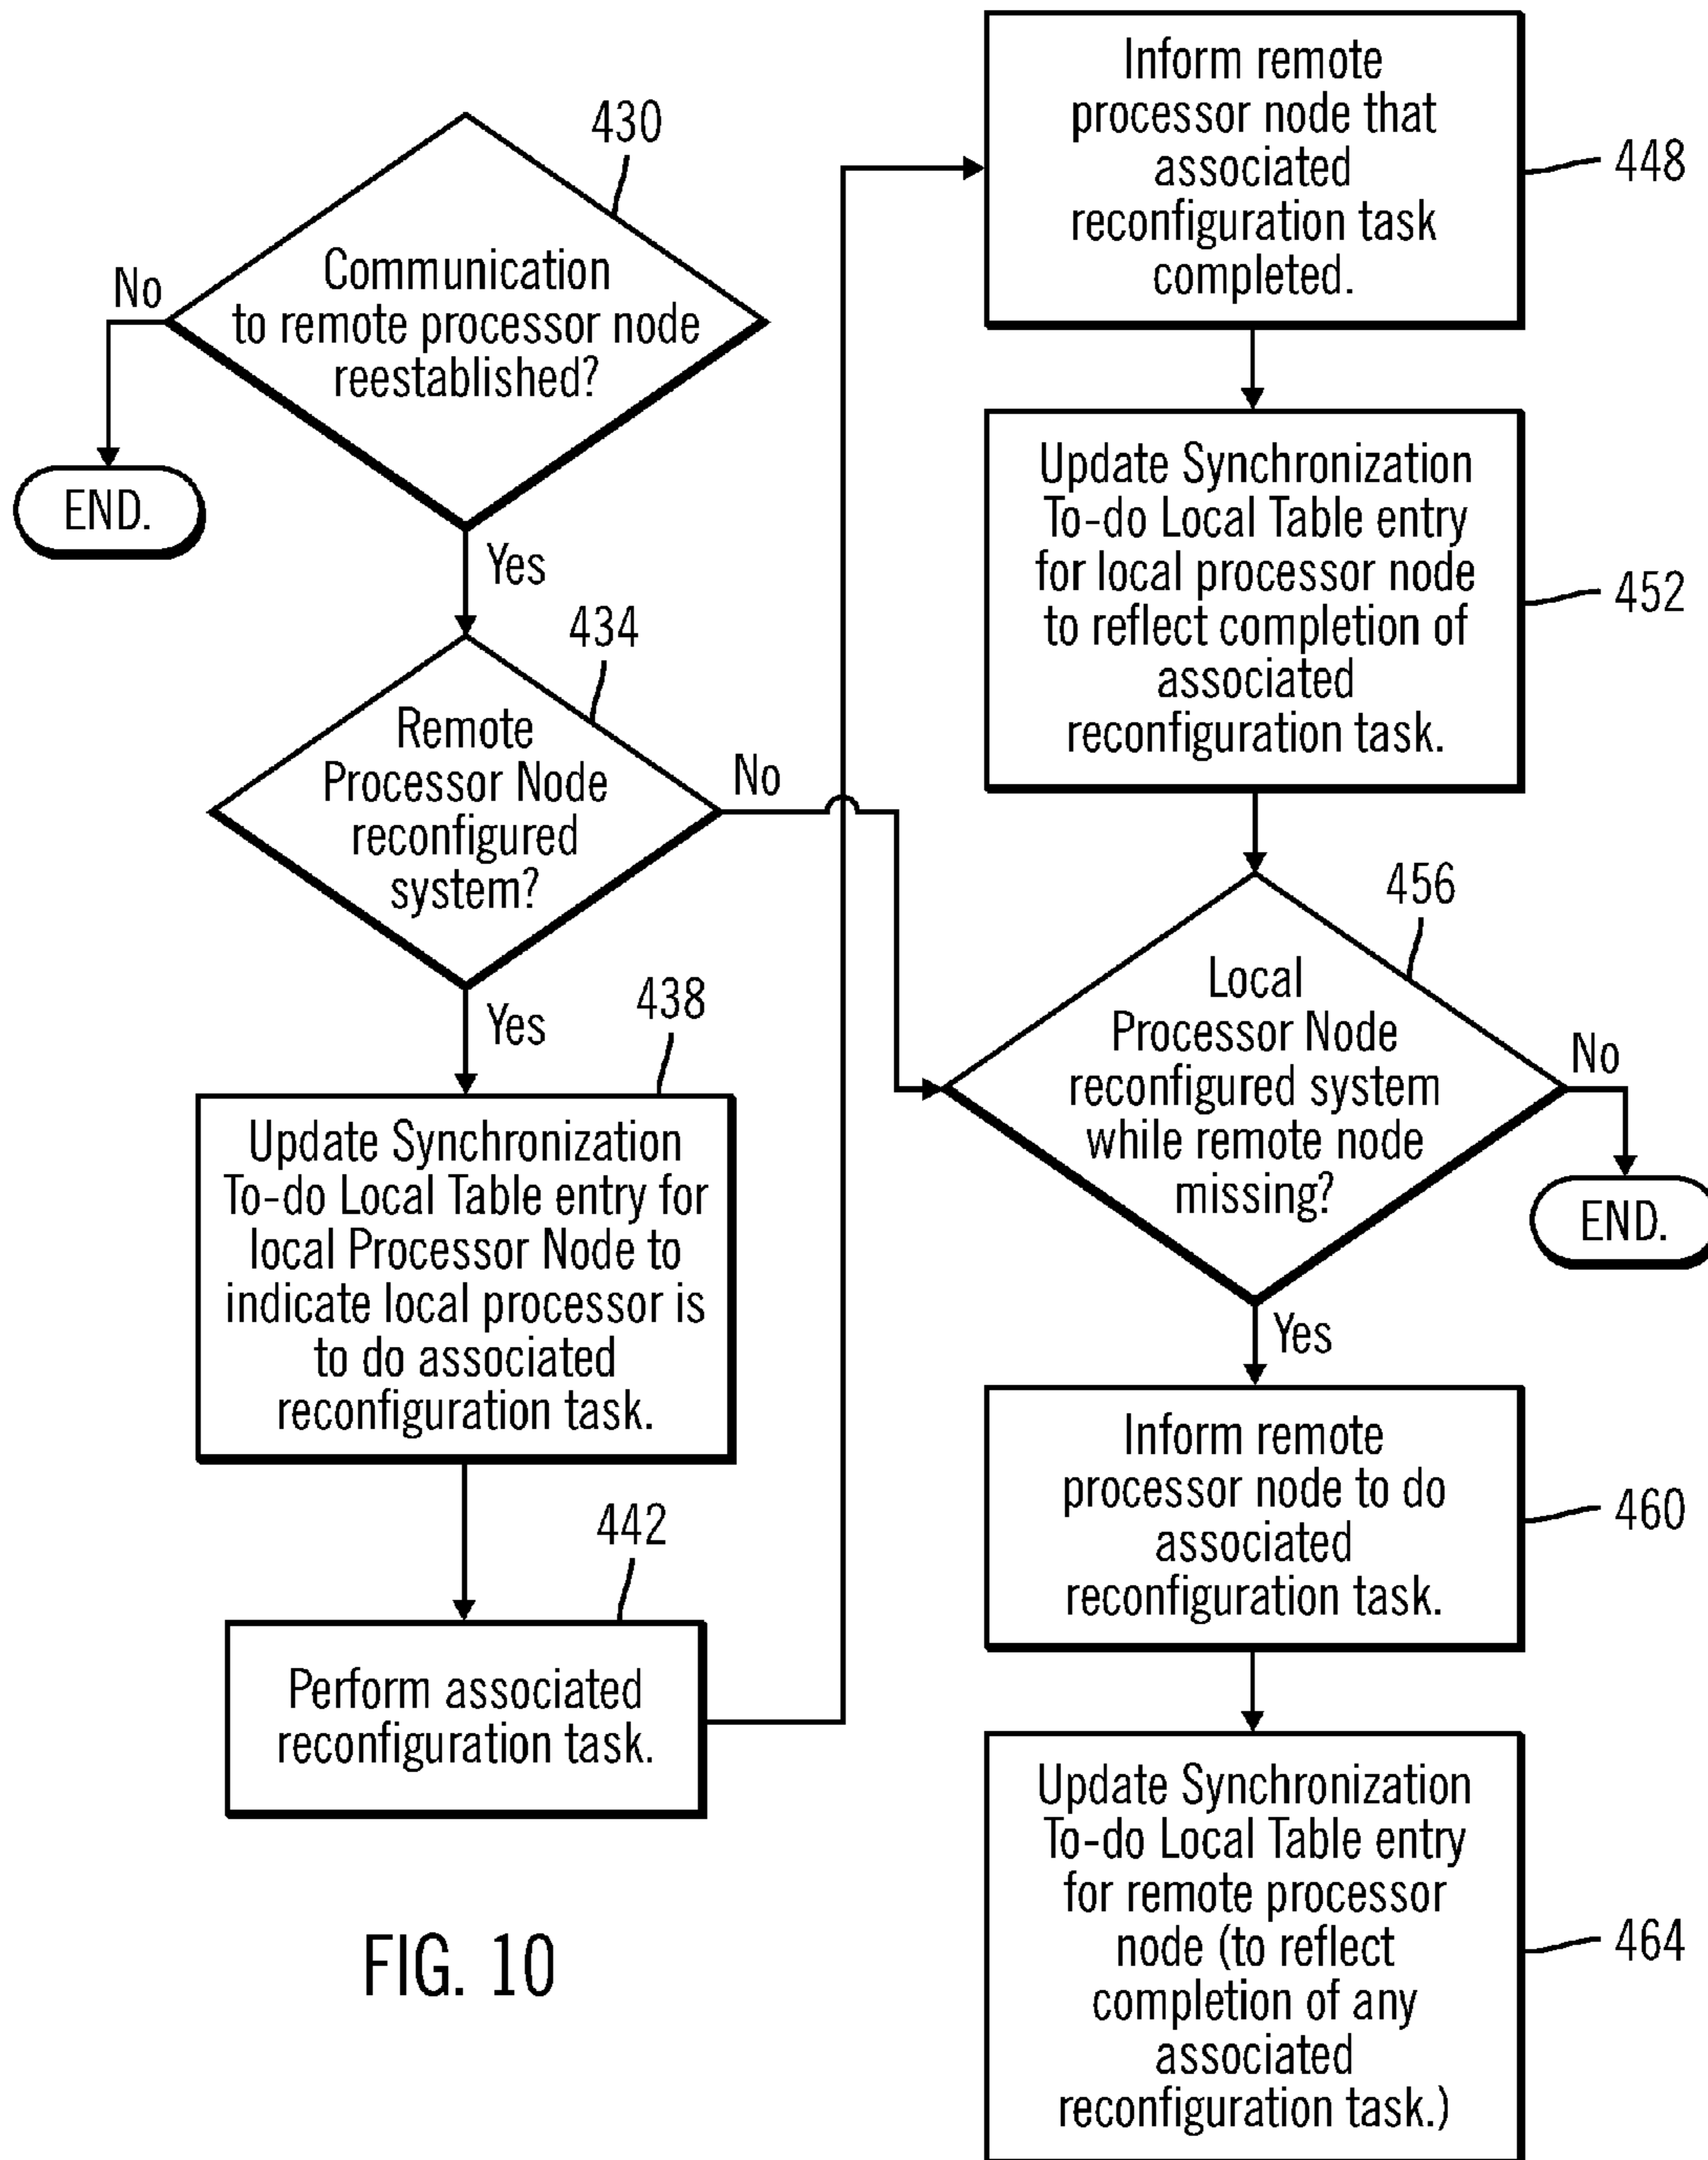 430
Communication
to remote processor node
reestablished?
No
END.
Yes
434
Remote
Processor Node
reconfigured
system?
No
Yes
438
Update Synchronization
To-do Local Table entry for
local Processor Node to
indicate local processor is
to do associated
reconfiguration task.
442
Perform associated
reconfiguration task.
Inform remote
processor node that
associated
reconfiguration task
completed.
448
Update Synchronization
To-do Local Table entry
for local processor node
to reflect completion of
associated
reconfiguration task.
452
456
Local
Processor Node
reconfigured system
while remote node
missing?
No
END.
Yes
Inform remote
processor node to do
associated
reconfiguration task.
460
Update Synchronization
To-do Local Table entry
for remote processor
node (to reflect
completion of any
associated
reconfiguration task.)
464
FIG. 10